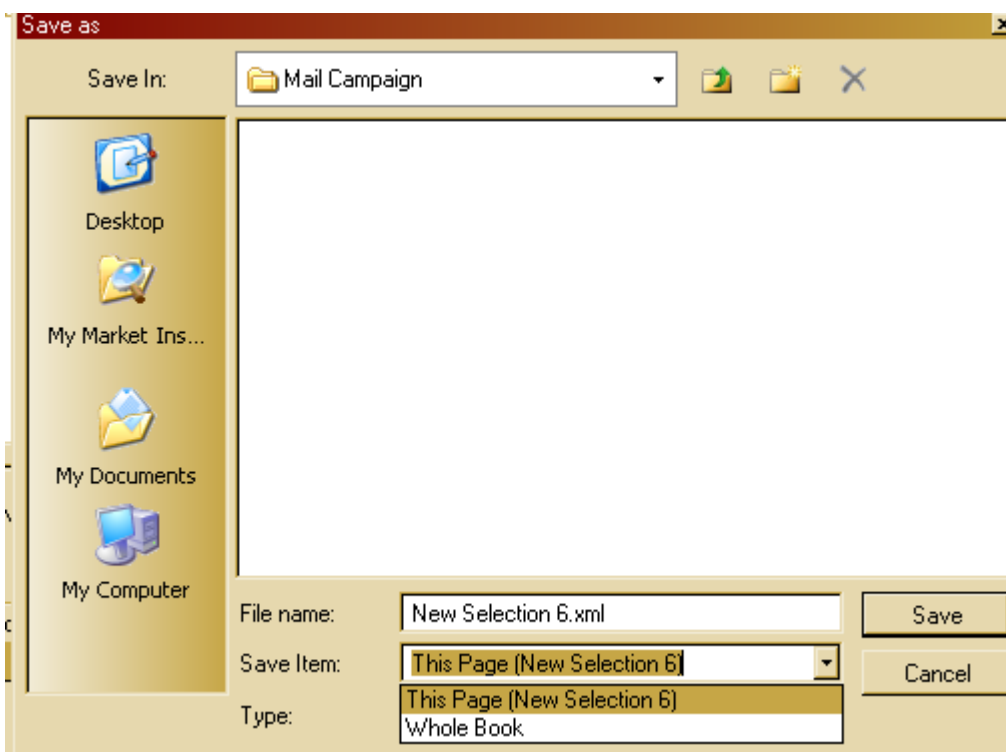 Save as
Save In:
Mail Campaign
Desktop
My Market Ins...
My Documents
My Computer
File name:
New Selection 6.xml
Save
Save Item:
This Page (New Selection 6)
Cancel
This Page (New Selection 6)
Type:
Whole Book